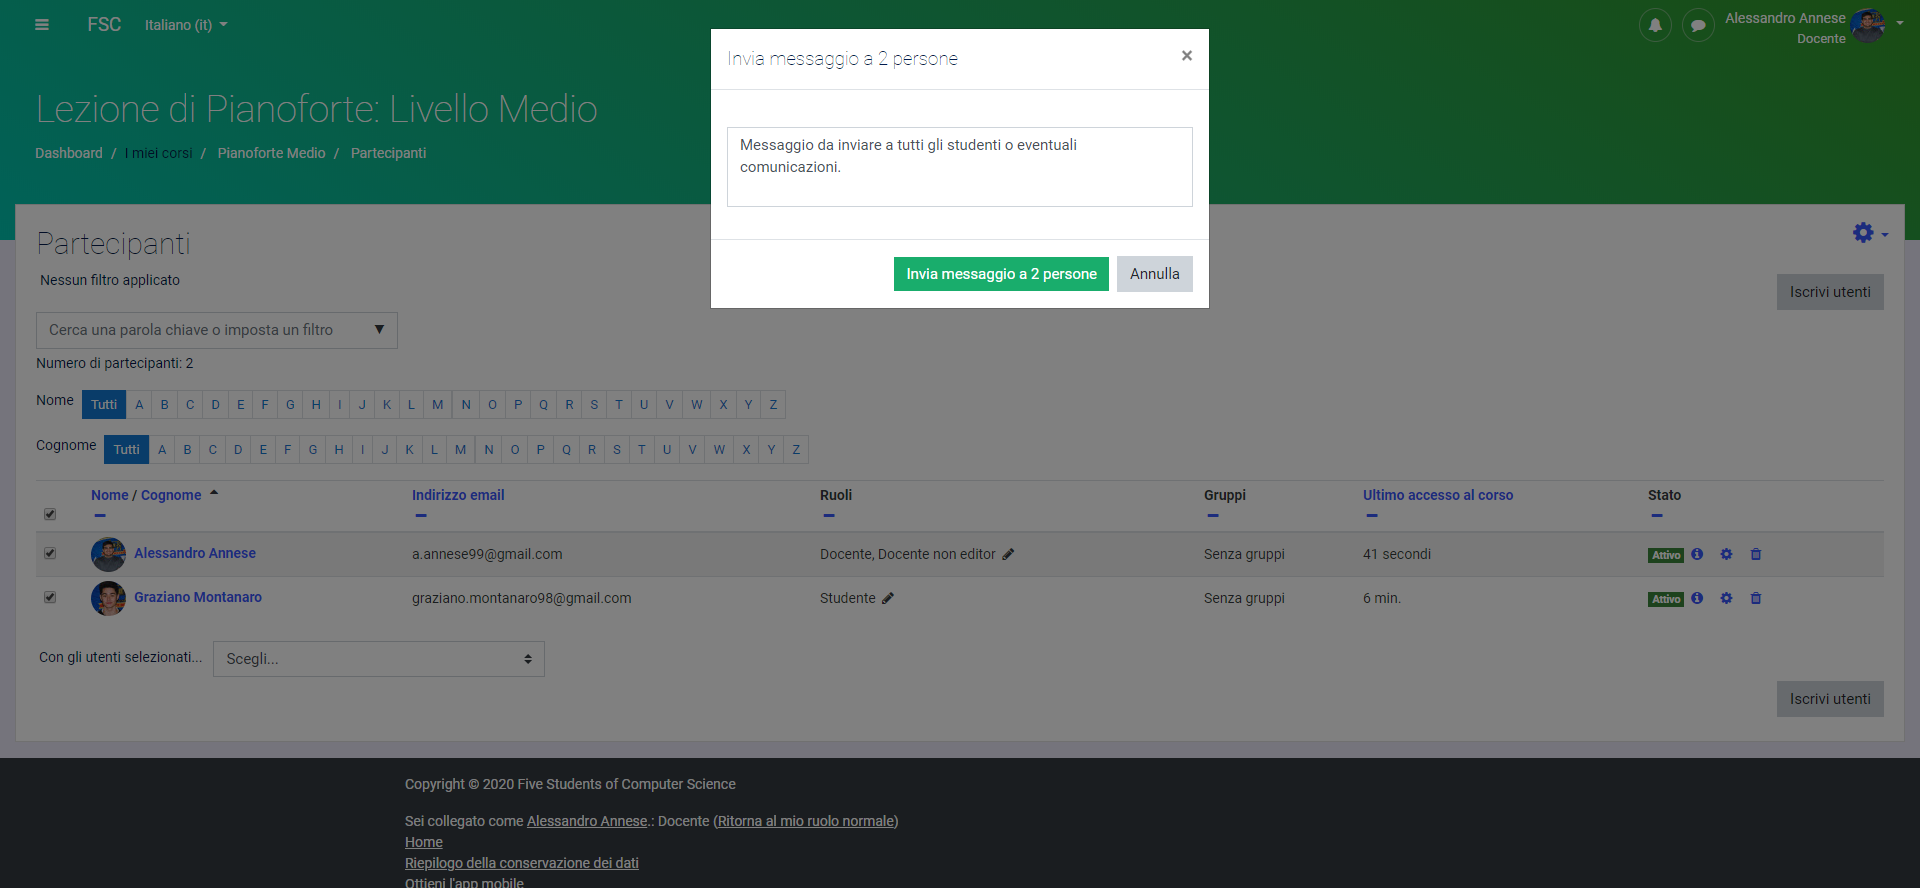 FSC
Italiano (it)
Alessandro Annese
Docente
Invia messaggio a 2 persone
×
Messaggio da inviare a tutti gli studenti o eventuali
comunicazioni.
Invia messaggio a 2 persone
Annulla
Lezione di Pianoforte: Livello Medio
Dashboard / I miei corsi / Pianoforte Medio / Partecipanti
Partecipanti
Nessun filtro applicato
Iscrivi utenti
Cerca una parola chiave o imposta un filtro ▼
Numero di partecipanti: 2
Nome Tutti A B C D E F G H I J K L M N O P Q R S T U V W X Y Z
Cognome Tutti A B C D E F G H I J K L M N O P Q R S T U V W X Y Z
Nome / Cognome Indirizzo email Ruoli Gruppi Ultimo accesso al corso Stato
Alessandro Annese a.annese99@gmail.com Docente, Docente non editor Senza gruppi 41 secondi Attivo
Graziano Montanaro graziano.montanaro98@gmail.com Studente Senza gruppi 6 min. Attivo
Con gli utenti selezionati... Scegli...
Iscrivi utenti
Copyright © 2020 Five Students of Computer Science
Sei collegato come Alessandro Annese.: Docente (Ritorna al mio ruolo normale)
Home
Riepilogo della conservazione dei dati
Ottieni l'app mobile